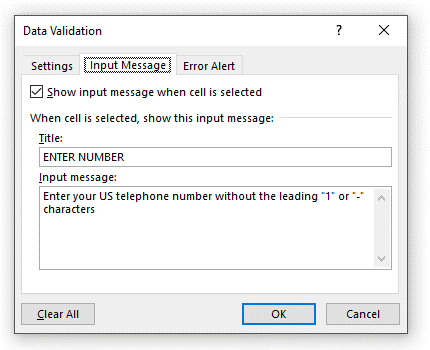 Data Validation ?
Settings Input Message Error Alert
Show input message when cell is selected
When cell is selected, show this input message:
Title:
ENTER NUMBER
Input message:
Enter your US telephone number without the leading "1" or "-"
characters
Clear All OK Cancel